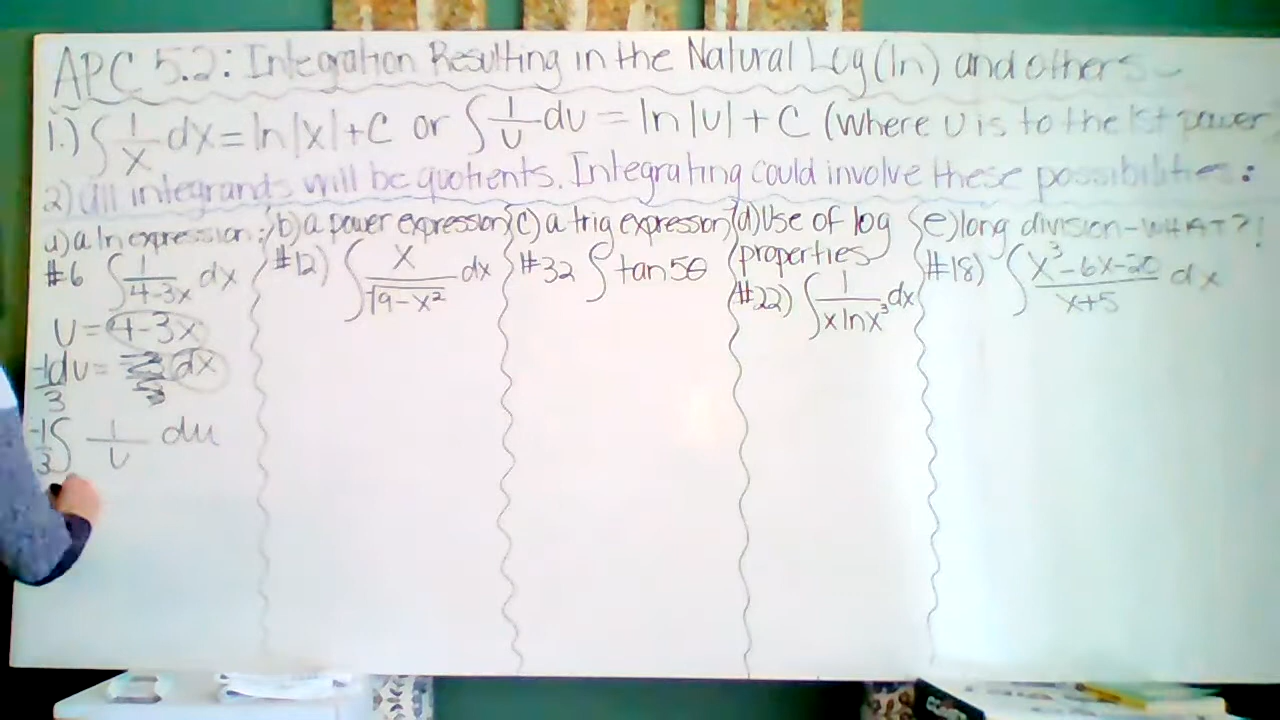 APC 5.2: Integration Resulting in the Natural Log (ln) and others
1.) ∫ 1/x dx = ln|x| + C or ∫ 1/u du = ln|u| + C (where u is to the 1st power
2) all integrands will be quotients. Integrating could involve these possibilities:
a) a ln expression:
#6 ∫ 1/(4-3x) dx
u = 4-3x
-1/3 du = dx
-1/3 ∫ 1/u du
b) a power expression
#12) ∫ x/√(9-x²) dx
c) a trig expression
#32 ∫ tan 5θ
d) Use of log
properties
#22) ∫ 1/(x ln x³) dx
e) long division - WHAT?!
#18) ∫ (x³-6x-20)/(x+5) dx